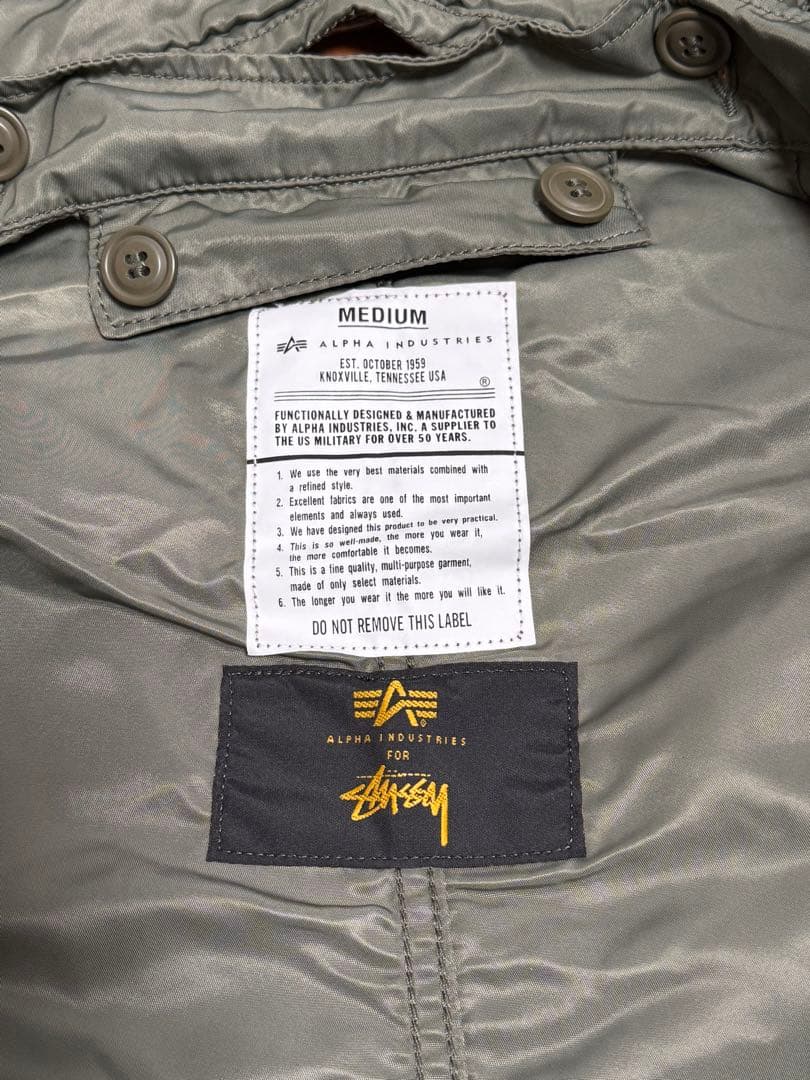 MEDIUM
ALPHA INDUSTRIES
EST. OCTOBER 1959
KNOXVILLE, TENNESSEE USA ®
FUNCTIONALLY DESIGNED & MANUFACTURED
BY ALPHA INDUSTRIES, INC. A SUPPLIER TO
THE US MILITARY FOR OVER 50 YEARS.
1. We use the very best materials combined with
a refined style.
2. Excellent fabrics are one of the most important
elements and always used.
3. We have designed this product to be very practical.
4. This is so well-made, the more you wear it,
the more comfortable it becomes.
5. This is a fine quality, multi-purpose garment,
made of only select materials.
6. The longer you wear it the more you will like it.
DO NOT REMOVE THIS LABEL
ALPHA INDUSTRIES
FOR
STÜSSY